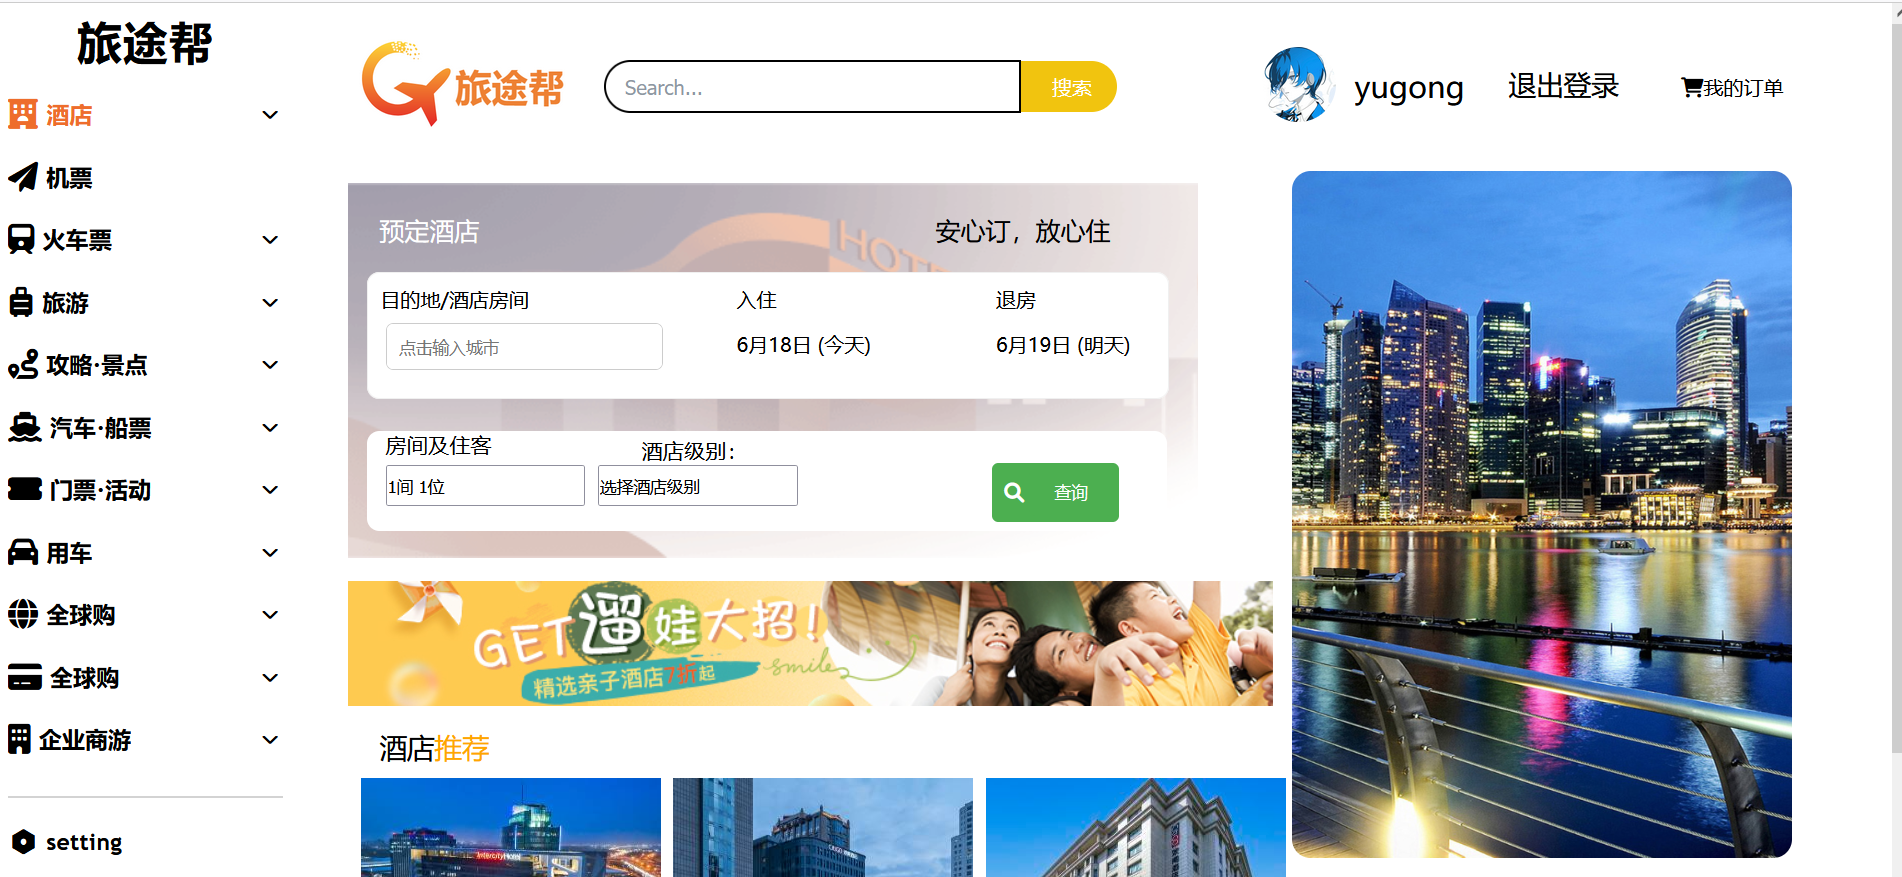 旅途帮
酒店
机票
火车票
旅游
攻略·景点
汽车·船票
门票·活动
用车
全球购
全球购
企业商游
setting
旅途帮
Search...
搜索
yugong
退出登录
我的订单
预定酒店
安心订，放心住
HOTE
目的地/酒店房间
入住
退房
点击输入城市
6月18日 (今天)
6月19日 (明天)
房间及住客
酒店级别：
1间 1位
选择酒店级别
查询
GET遛娃大招!
精选亲子酒店7折起
smile
酒店推荐